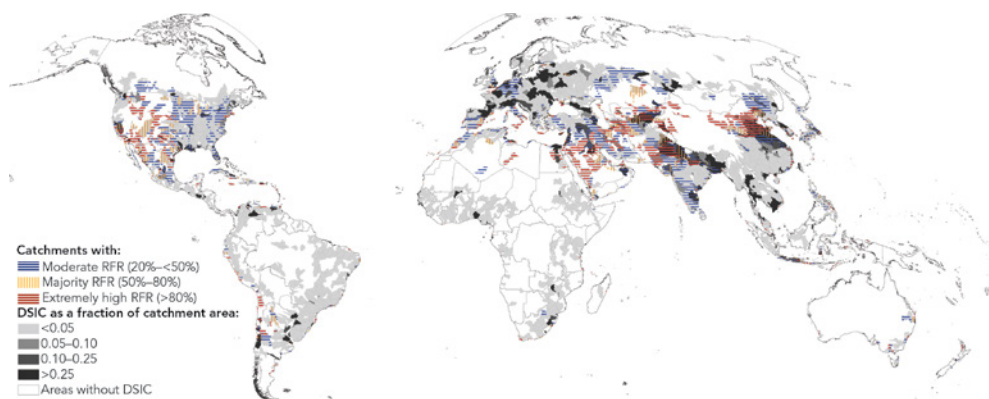 Catchments with:
Moderate RFR (20%–<50%)
Majority RFR (50%–80%)
Extremely high RFR (>80%)
DSIC as a fraction of catchment area:
<0.05
0.05–0.10
0.10–0.25
>0.25
Areas without DSIC